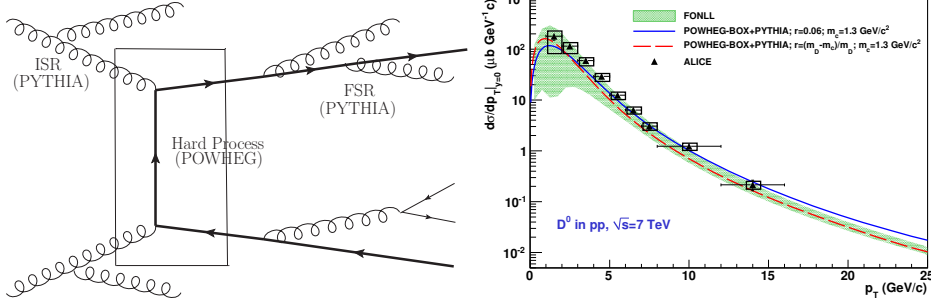 ISR
(PYTHIA)
Hard Process
(POWHEG)
FSR
(PYTHIA)
dσ/dp_T|_{y=0} (μb GeV⁻¹ c)
10²
10
1
10⁻¹
10⁻²
FONLL
POWHEG-BOX+PYTHIA; r=0.06; m_c=1.3 GeV/c²
POWHEG-BOX+PYTHIA; r=(m_D-m_c)/m_D; m_c=1.3 GeV/c²
ALICE
D⁰ in pp, √s=7 TeV
0 5 10 15 20 25
p_T (GeV/c)